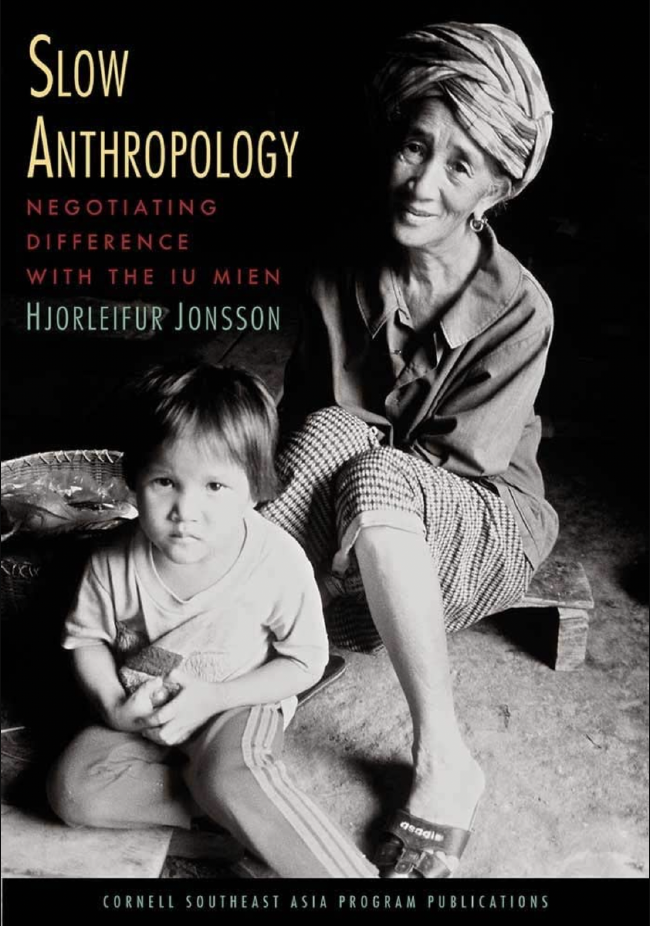 SLOW
ANTHROPOLOGY
NEGOTIATING
DIFFERENCE
WITH THE IU MIEN
HJORLEIFUR JONSSON
CORNELL SOUTHEAST ASIA PROGRAM PUBLICATIONS